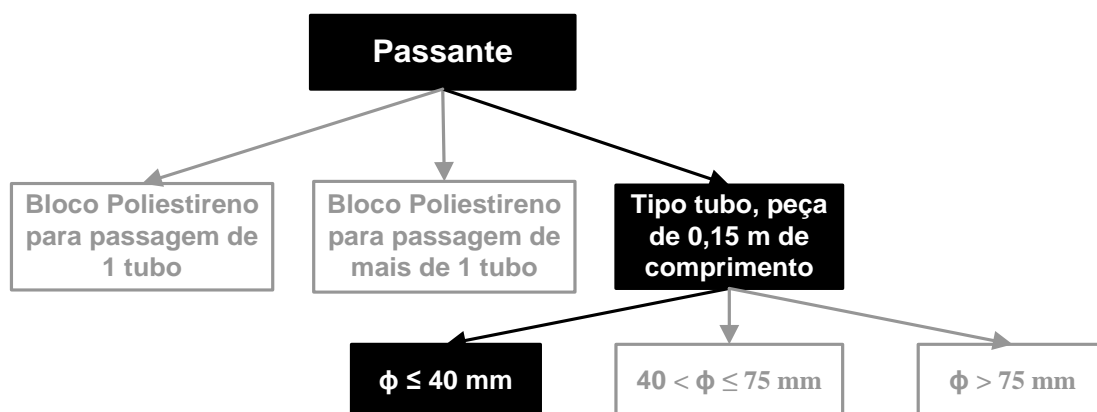 Passante
Bloco Poliestireno
para passagem de
1 tubo
Bloco Poliestireno
para passagem de
mais de 1 tubo
Tipo tubo, peça
de 0,15 m de
comprimento
ϕ ≤ 40 mm
40 < ϕ ≤ 75 mm
ϕ > 75 mm